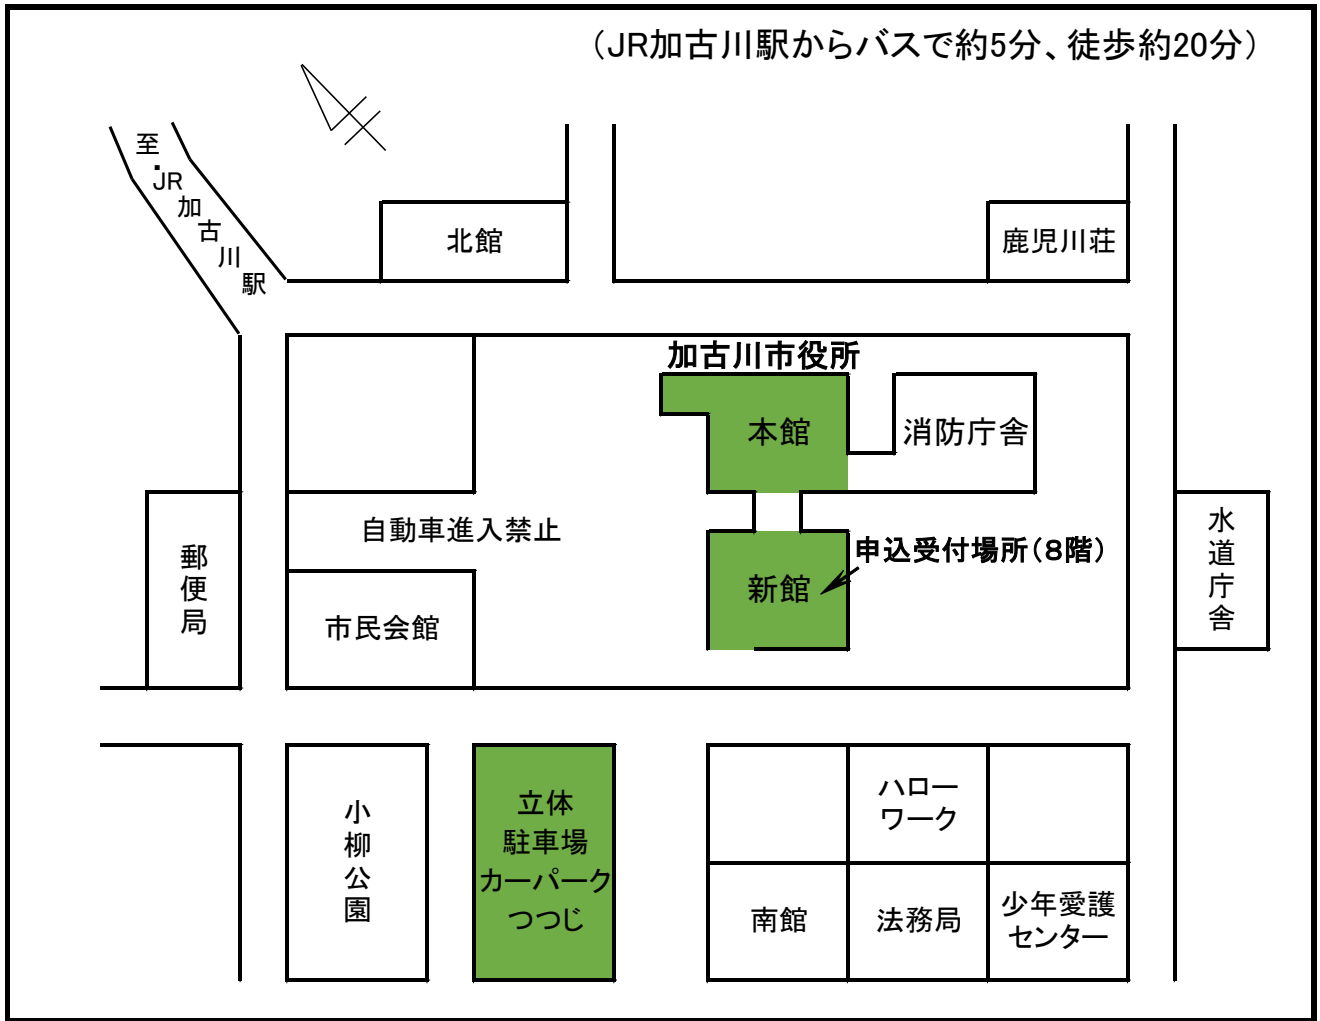 （JR加古川駅からバスで約5分、徒歩約20分）
至・JR加古川駅
北館
鹿児川荘
加古川市役所
本館
消防庁舎
自動車進入禁止
郵便局
申込受付場所（8階）
新館
水道庁舎
市民会館
小柳公園
立体
駐車場
カーパーク
つつじ
ハロー
ワーク
南館
法務局
少年愛護
センター